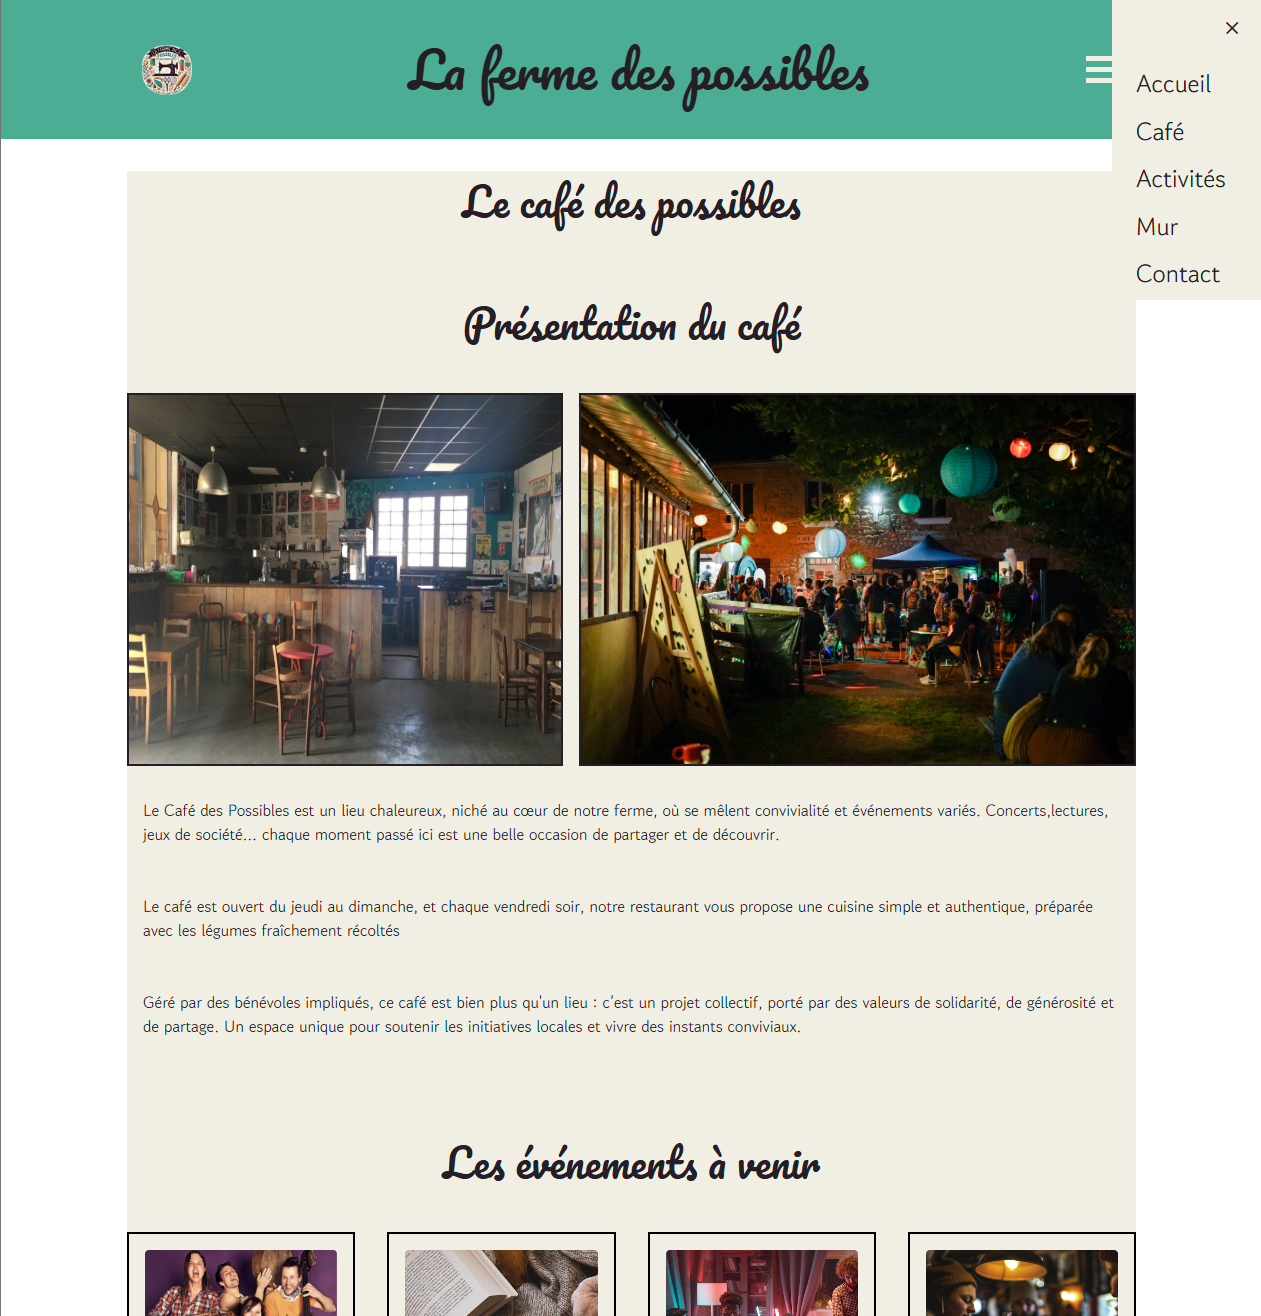 La ferme des possibles
×
Accueil
Café
Activités
Mur
Contact
Le café des possibles
Présentation du café
Le Café des Possibles est un lieu chaleureux, niché au cœur de notre ferme, où se mêlent convivialité et événements variés. Concerts,lectures,
jeux de société... chaque moment passé ici est une belle occasion de partager et de découvrir.
Le café est ouvert du jeudi au dimanche, et chaque vendredi soir, notre restaurant vous propose une cuisine simple et authentique, préparée
avec les légumes fraîchement récoltés
Géré par des bénévoles impliqués, ce café est bien plus qu'un lieu : c’est un projet collectif, porté par des valeurs de solidarité, de générosité et
de partage. Un espace unique pour soutenir les initiatives locales et vivre des instants conviviaux.
Les événements à venir